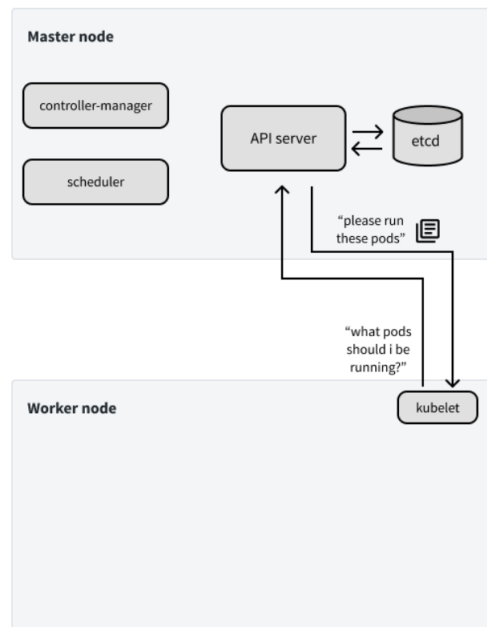 Master node
controller-manager
API server
etcd
scheduler
“please run
these pods”
“what pods
should i be
running?”
Worker node
kubelet